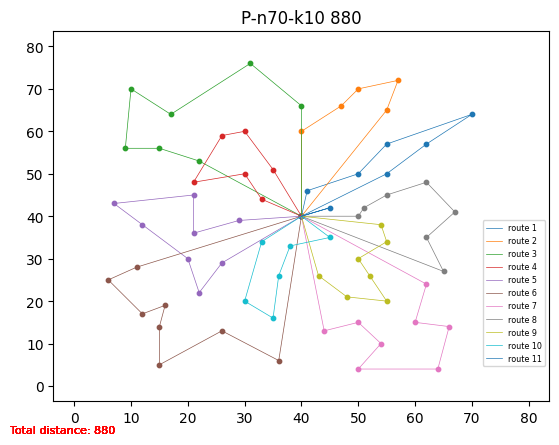 P-n70-k10 880
80
70
60
50
40
30
20
10
0
0 10 20 30 40 50 60 70 80
route 1
route 2
route 3
route 4
route 5
route 6
route 7
route 8
route 9
route 10
route 11
Total distance: 880